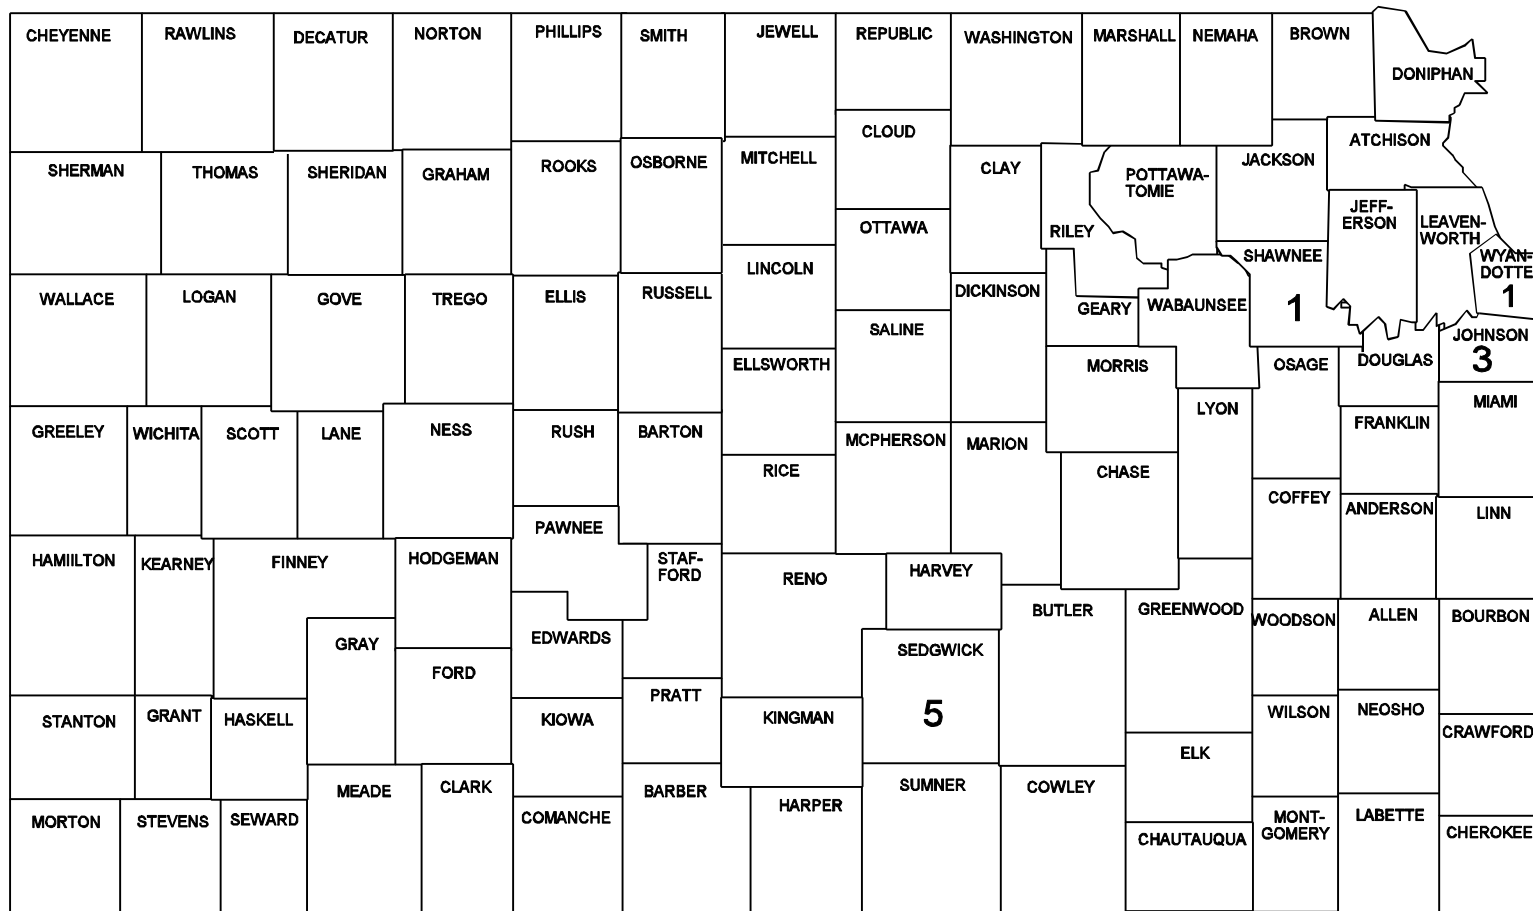 CHEYENNE
RAWLINS
DECATUR
NORTON
PHILLIPS
SMITH
JEWELL
REPUBLIC
WASHINGTON
MARSHALL
NEMAHA
BROWN
DONIPHAN
SHERMAN
THOMAS
SHERIDAN
GRAHAM
ROOKS
OSBORNE
MITCHELL
CLOUD
CLAY
RILEY
POTTAWA-
TOMIE
JACKSON
ATCHISON
JEFF-
ERSON
LEAVEN-
WORTH
WYAN-
DOTTE
1
OTTAWA
SHAWNEE
1
WALLACE
LOGAN
GOVE
TREGO
ELLIS
RUSSELL
LINCOLN
DICKINSON
GEARY
WABAUNSEE
SALINE
ELLSWORTH
MORRIS
OSAGE
DOUGLAS
JOHNSON
3
GREELEY
WICHITA
SCOTT
LANE
NESS
RUSH
BARTON
RICE
MCPHERSON
MARION
CHASE
LYON
FRANKLIN
MIAMI
COFFEY
ANDERSON
LINN
HAMIILTON
KEARNEY
FINNEY
HODGEMAN
PAWNEE
STAF-
FORD
RENO
HARVEY
BUTLER
GREENWOOD
WOODSON
ALLEN
BOURBON
GRAY
FORD
EDWARDS
SEDGWICK
5
STANTON
GRANT
HASKELL
KIOWA
PRATT
KINGMAN
WILSON
NEOSHO
CRAWFORD
ELK
MORTON
STEVENS
SEWARD
MEADE
CLARK
COMANCHE
BARBER
HARPER
SUMNER
COWLEY
CHAUTAUQUA
MONT-
GOMERY
LABETTE
CHEROKEE